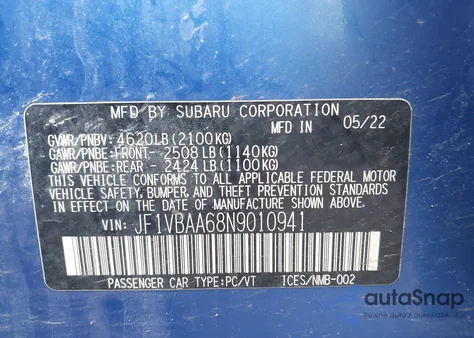 MFD BY SUBARU CORPORATION
MFD IN 05/22
GVWR/PNBV: 4620LB(2100KG)
GAWR/PNBE:FRONT- 2508LB(1140KG)
GAWR/PNBE:REAR - 2424LB(1100KG)
THIS VEHICLE CONFORMS TO ALL APPLICABLE FEDERAL MOTOR
VEHICLE SAFETY, BUMPER, AND THEFT PREVENTION STANDARDS
IN EFFECT ON THE DATE OF MANUFACTURE SHOWN ABOVE.
VIN: JF1VBAA68N9010941
PASSENGER CAR TYPE:PC/VT ICES/NMB-002
autoSnap